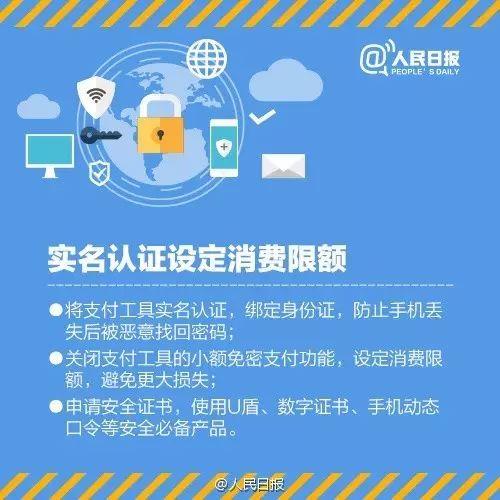 @人民日报
PEOPLE'S DAILY
实名认证设定消费限额
●将支付工具实名认证，绑定身份证，防止手机丢
失后被恶意找回密码；
●关闭支付工具的小额免密支付功能，设定消费限
额，避免更大损失；
●申请安全证书，使用U盾、数字证书、手机动态
口令等安全必备产品。
@人民日报